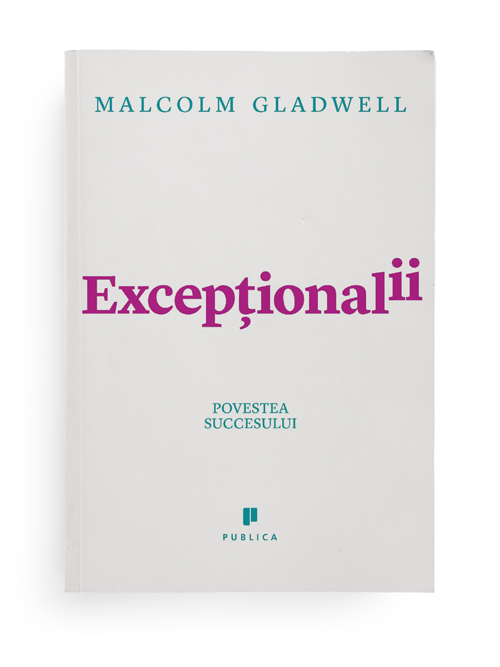 MALCOLM GLADWELL
Excepționalii
POVESTEA
SUCCESULUI
PUBLICA